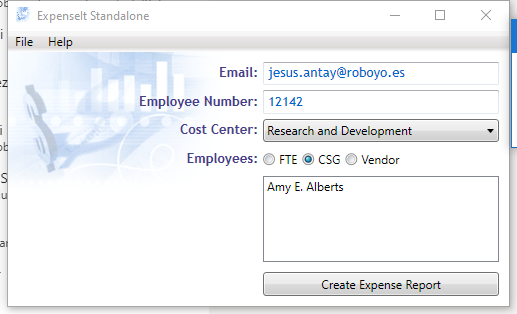 ExpenseIt Standalone
File Help
Email: jesus.antay@roboyo.es
Employee Number: 12142
Cost Center: Research and Development
Employees: FTE CSG Vendor
Amy E. Alberts
Create Expense Report